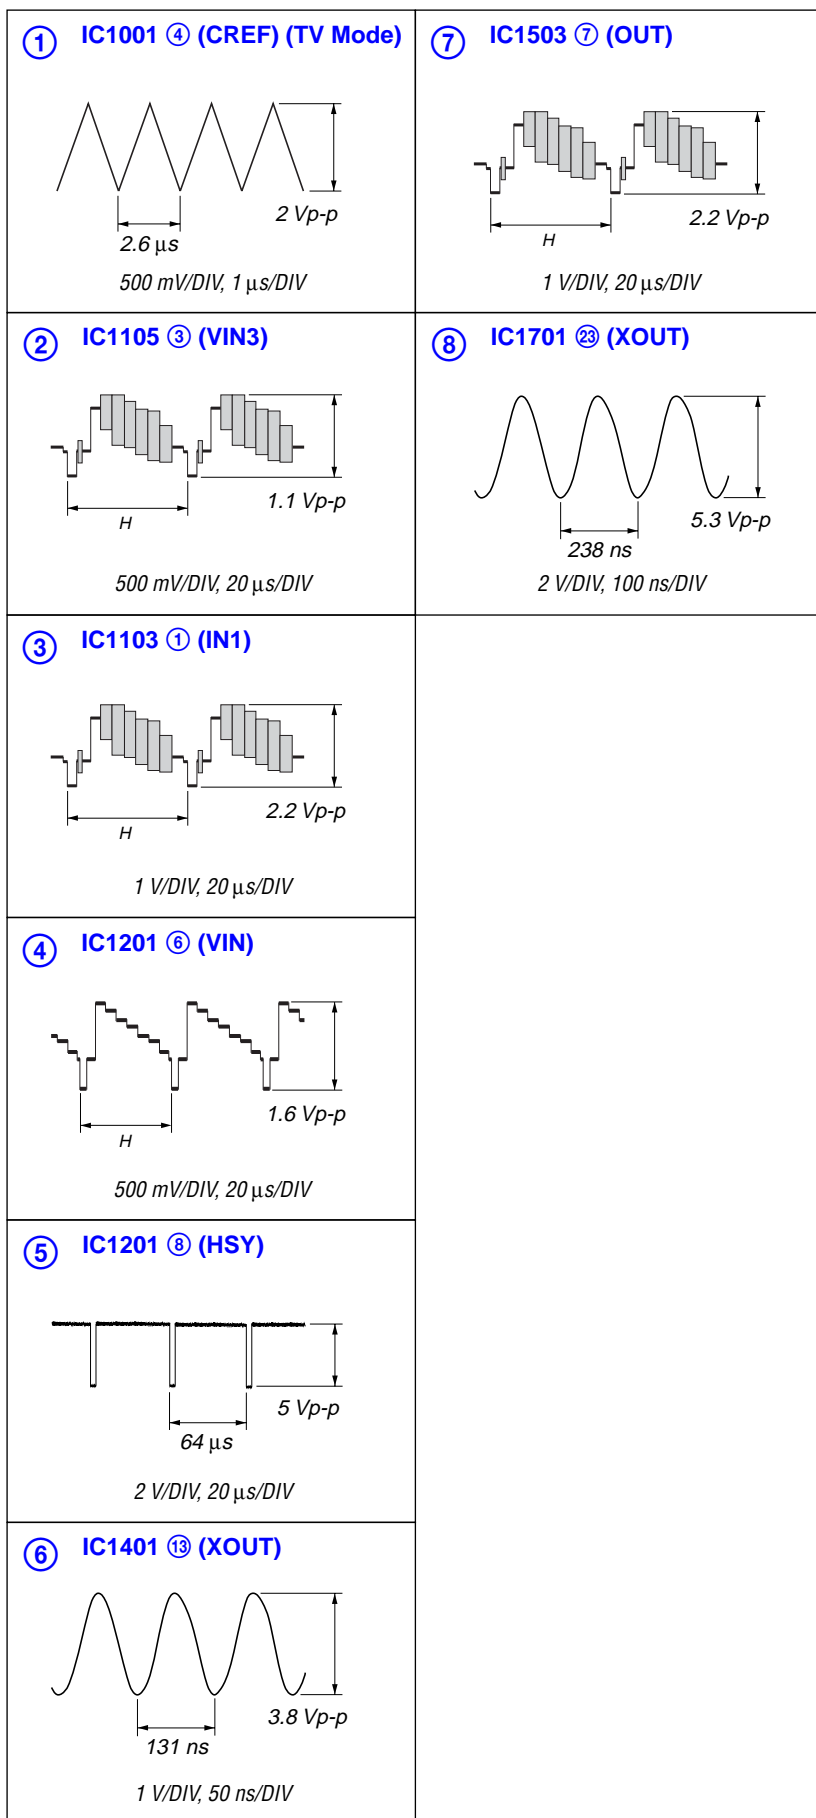 ① IC1001 ④ (CREF) (TV Mode)
2 Vp-p
2.6 μs
500 mV/DIV, 1 μs/DIV
② IC1105 ③ (VIN3)
1.1 Vp-p
H
500 mV/DIV, 20 μs/DIV
③ IC1103 ① (IN1)
2.2 Vp-p
H
1 V/DIV, 20 μs/DIV
④ IC1201 ⑥ (VIN)
1.6 Vp-p
H
500 mV/DIV, 20 μs/DIV
⑤ IC1201 ⑧ (HSY)
5 Vp-p
64 μs
2 V/DIV, 20 μs/DIV
⑥ IC1401 ⑬ (XOUT)
3.8 Vp-p
131 ns
1 V/DIV, 50 ns/DIV
⑦ IC1503 ⑦ (OUT)
2.2 Vp-p
H
1 V/DIV, 20 μs/DIV
⑧ IC1701 ㉓ (XOUT)
5.3 Vp-p
238 ns
2 V/DIV, 100 ns/DIV